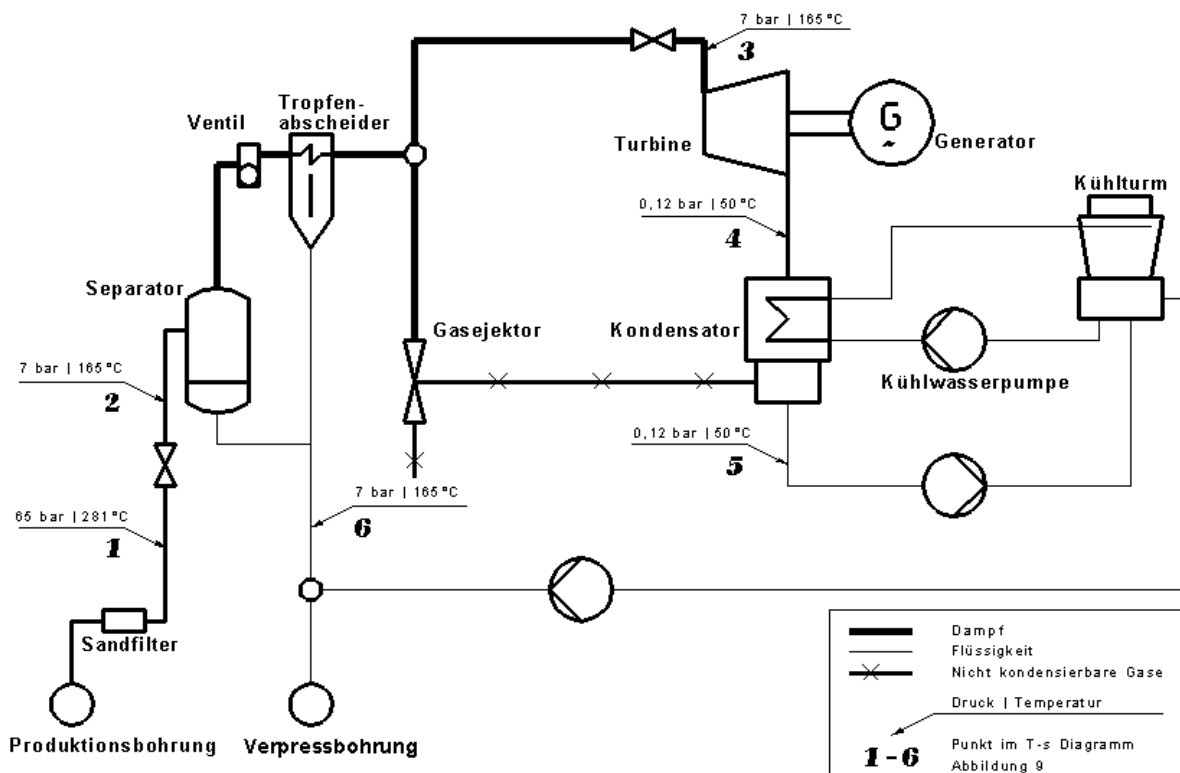 7 bar | 165°C
3
Tropfen-
abscheider
Ventil
Turbine
G
~
Generator
Kühlturm
0,12 bar | 50°C
4
Separator
Gasejektor
Kondensator
7 bar | 165°C
2
Kühlwasserpumpe
0,12 bar | 50°C
5
7 bar | 165°C
6
65 bar | 281°C
1
Sandfilter
Produktionsbohrung
Verpressbohrung
Dampf
Flüssigkeit
Nicht kondensierbare Gase
Druck | Temperatur
1-6
Punkt im T-s Diagramm
Abbildung 9